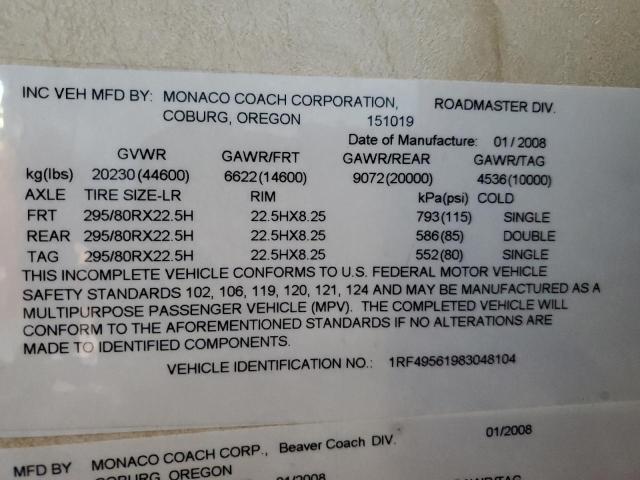 INC VEH MFD BY: MONACO COACH CORPORATION, ROADMASTER DIV.
COBURG, OREGON 151019
Date of Manufacture: 01/2008
GVWR GAWR/FRT GAWR/REAR GAWR/TAG
kg(lbs) 20230(44600) 6622(14600) 9072(20000) 4536(10000)
AXLE TIRE SIZE-LR RIM kPa(psi) COLD
FRT 295/80RX22.5H 22.5HX8.25 793(115) SINGLE
REAR 295/80RX22.5H 22.5HX8.25 586(85) DOUBLE
TAG 295/80RX22.5H 22.5HX8.25 552(80) SINGLE
THIS INCOMPLETE VEHICLE CONFORMS TO U.S. FEDERAL MOTOR VEHICLE
SAFETY STANDARDS 102, 106, 119, 120, 121, 124 AND MAY BE MANUFACTURED AS A
MULTIPURPOSE PASSENGER VEHICLE (MPV). THE COMPLETED VEHICLE WILL
CONFORM TO THE AFOREMENTIONED STANDARDS IF NO ALTERATIONS ARE
MADE TO IDENTIFIED COMPONENTS.
VEHICLE IDENTIFICATION NO.: 1RF49561983048104
MFD BY MONACO COACH CORP., Beaver Coach DIV. 01/2008
COBURG, OREGON 01/2008